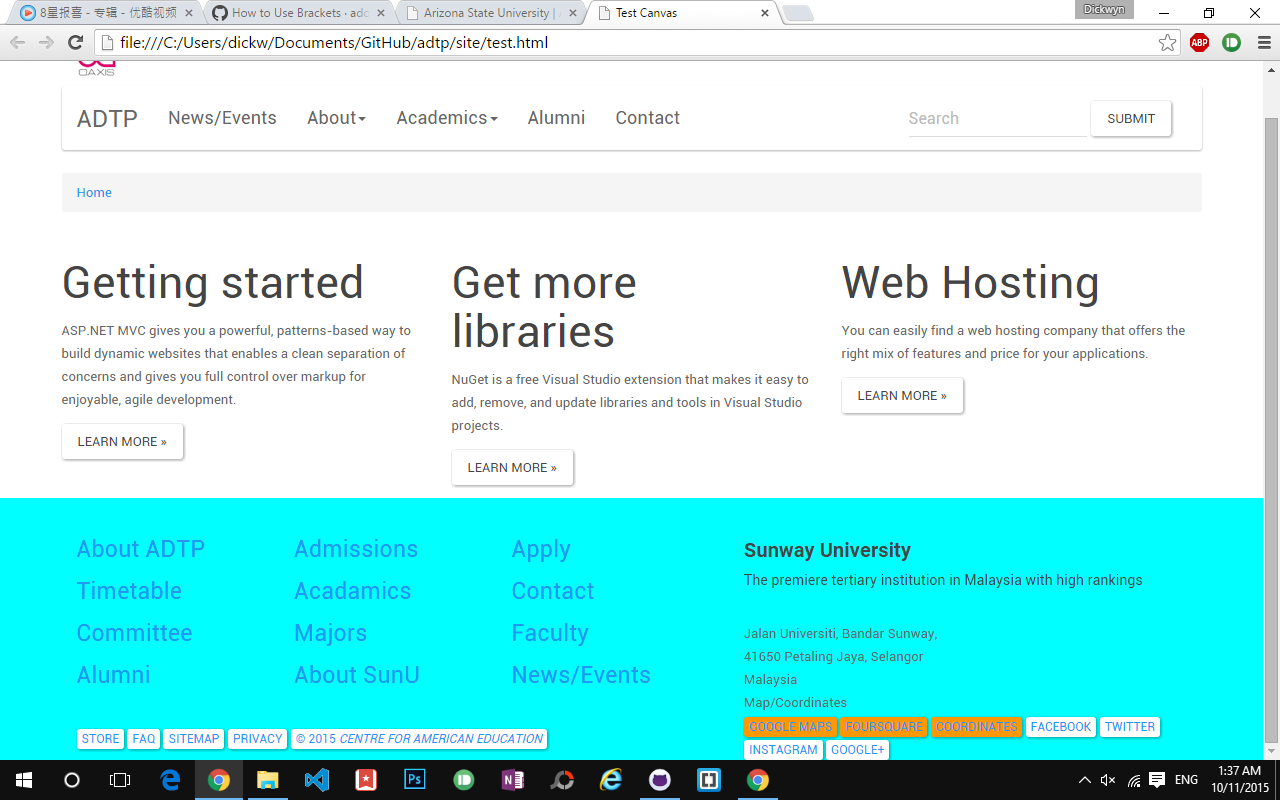 8星报喜 - 专辑 - 优酷视频
How to Use Brackets · ado
Arizona State University | A
Test Canvas
Dickwyn
file:///C:/Users/dickw/Documents/GitHub/adtp/site/test.html
ABP
OAXIS
ADTP News/Events About Academics Alumni Contact Search SUBMIT
Home
Getting started
ASP.NET MVC gives you a powerful, patterns-based way to
build dynamic websites that enables a clean separation of
concerns and gives you full control over markup for
enjoyable, agile development.
LEARN MORE »
Get more
libraries
NuGet is a free Visual Studio extension that makes it easy to
add, remove, and update libraries and tools in Visual Studio
projects.
LEARN MORE »
Web Hosting
You can easily find a web hosting company that offers the
right mix of features and price for your applications.
LEARN MORE »
About ADTP
Timetable
Committee
Alumni
Admissions
Acadamics
Majors
About SunU
Apply
Contact
Faculty
News/Events
STORE FAQ SITEMAP PRIVACY © 2015 CENTRE FOR AMERICAN EDUCATION
Sunway University
The premiere tertiary institution in Malaysia with high rankings
Jalan Universiti, Bandar Sunway,
41650 Petaling Jaya, Selangor
Malaysia
Map/Coordinates
GOOGLE MAPS FOURSQUARE COORDINATES FACEBOOK TWITTER
INSTAGRAM GOOGLE+
Ps
N
ENG
1:37 AM
10/11/2015